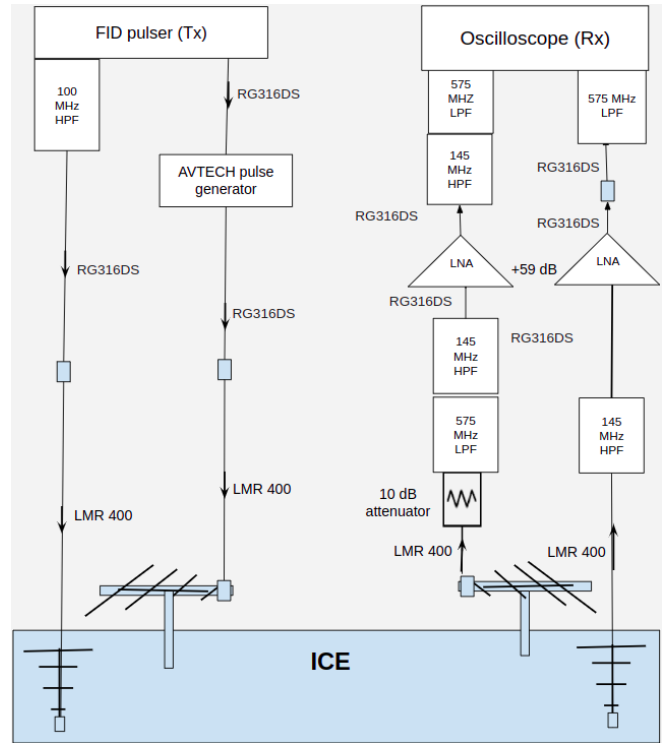 FID pulser (Tx)
100
MHz
HPF
RG316DS
AVTECH pulse
generator
RG316DS
RG316DS
LMR 400
LMR 400
Oscilloscope (Rx)
575
MHZ
LPF
575 MHz
LPF
145
MHz
HPF
RG316DS
RG316DS
RG316DS
LNA
+59 dB
LNA
RG316DS
145
MHz
HPF
RG316DS
575
MHz
LPF
145
MHz
HPF
10 dB
attenuator
LMR 400
LMR 400
ICE